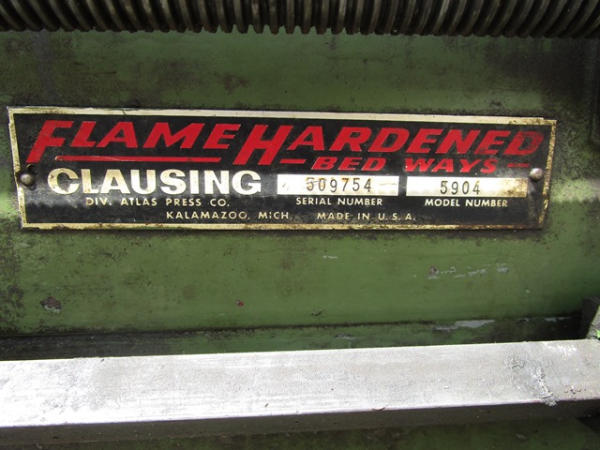 FLAME HARDENED
— BED WAYS —
CLAUSING 509754 5904
DIV. ATLAS PRESS CO. SERIAL NUMBER MODEL NUMBER
KALAMAZOO, MICH. MADE IN U.S.A.